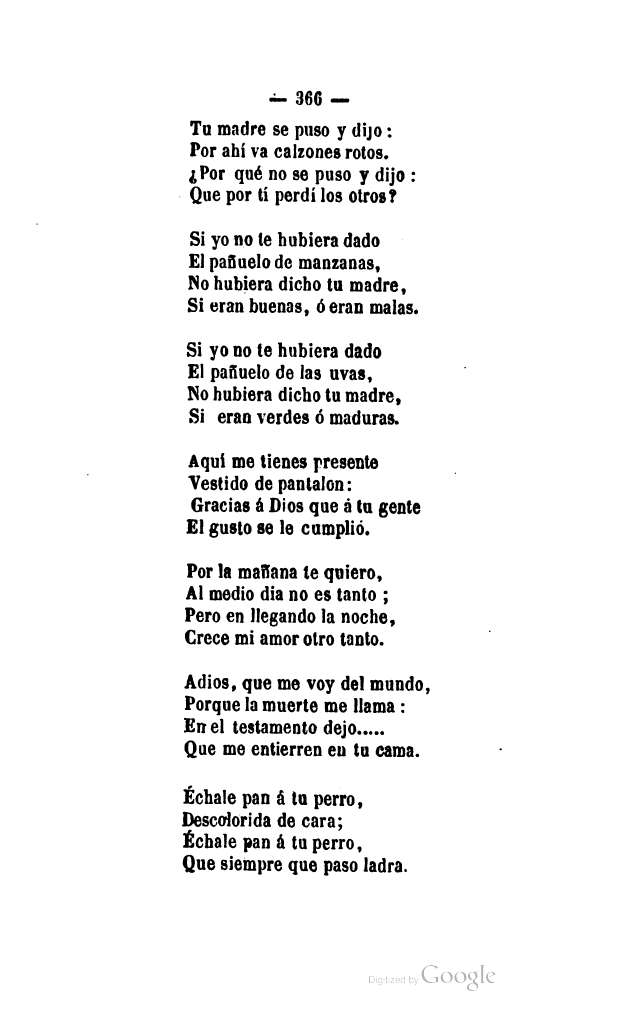 — 366 —
Tu madre se puso y dijo :
Por ahí va calzones rotos.
¿Por qué no se puso y dijo :
Que por tí perdí los otros?
Si yo no te hubiera dado
El pañuelo de manzanas,
No hubiera dicho tu madre,
Si eran buenas, ó eran malas.
Si yo no te hubiera dado
El pañuelo de las uvas,
No hubiera dicho tu madre,
Si eran verdes ó maduras.
Aquí me tienes presente
Vestido de pantalon:
Gracias á Dios que á tu gente
El gusto se le cumplió.
Por la mañana te quiero,
Al medio dia no es tanto ;
Pero en llegando la noche,
Crece mi amor otro tanto.
Adios, que me voy del mundo,
Porque la muerte me llama :
En el testamento dejo.....
Que me entierren en tu cama.
Échale pan á tu perro,
Descolorida de cara;
Échale pan á tu perro,
Que siempre que paso ladra.
Digitized by Google